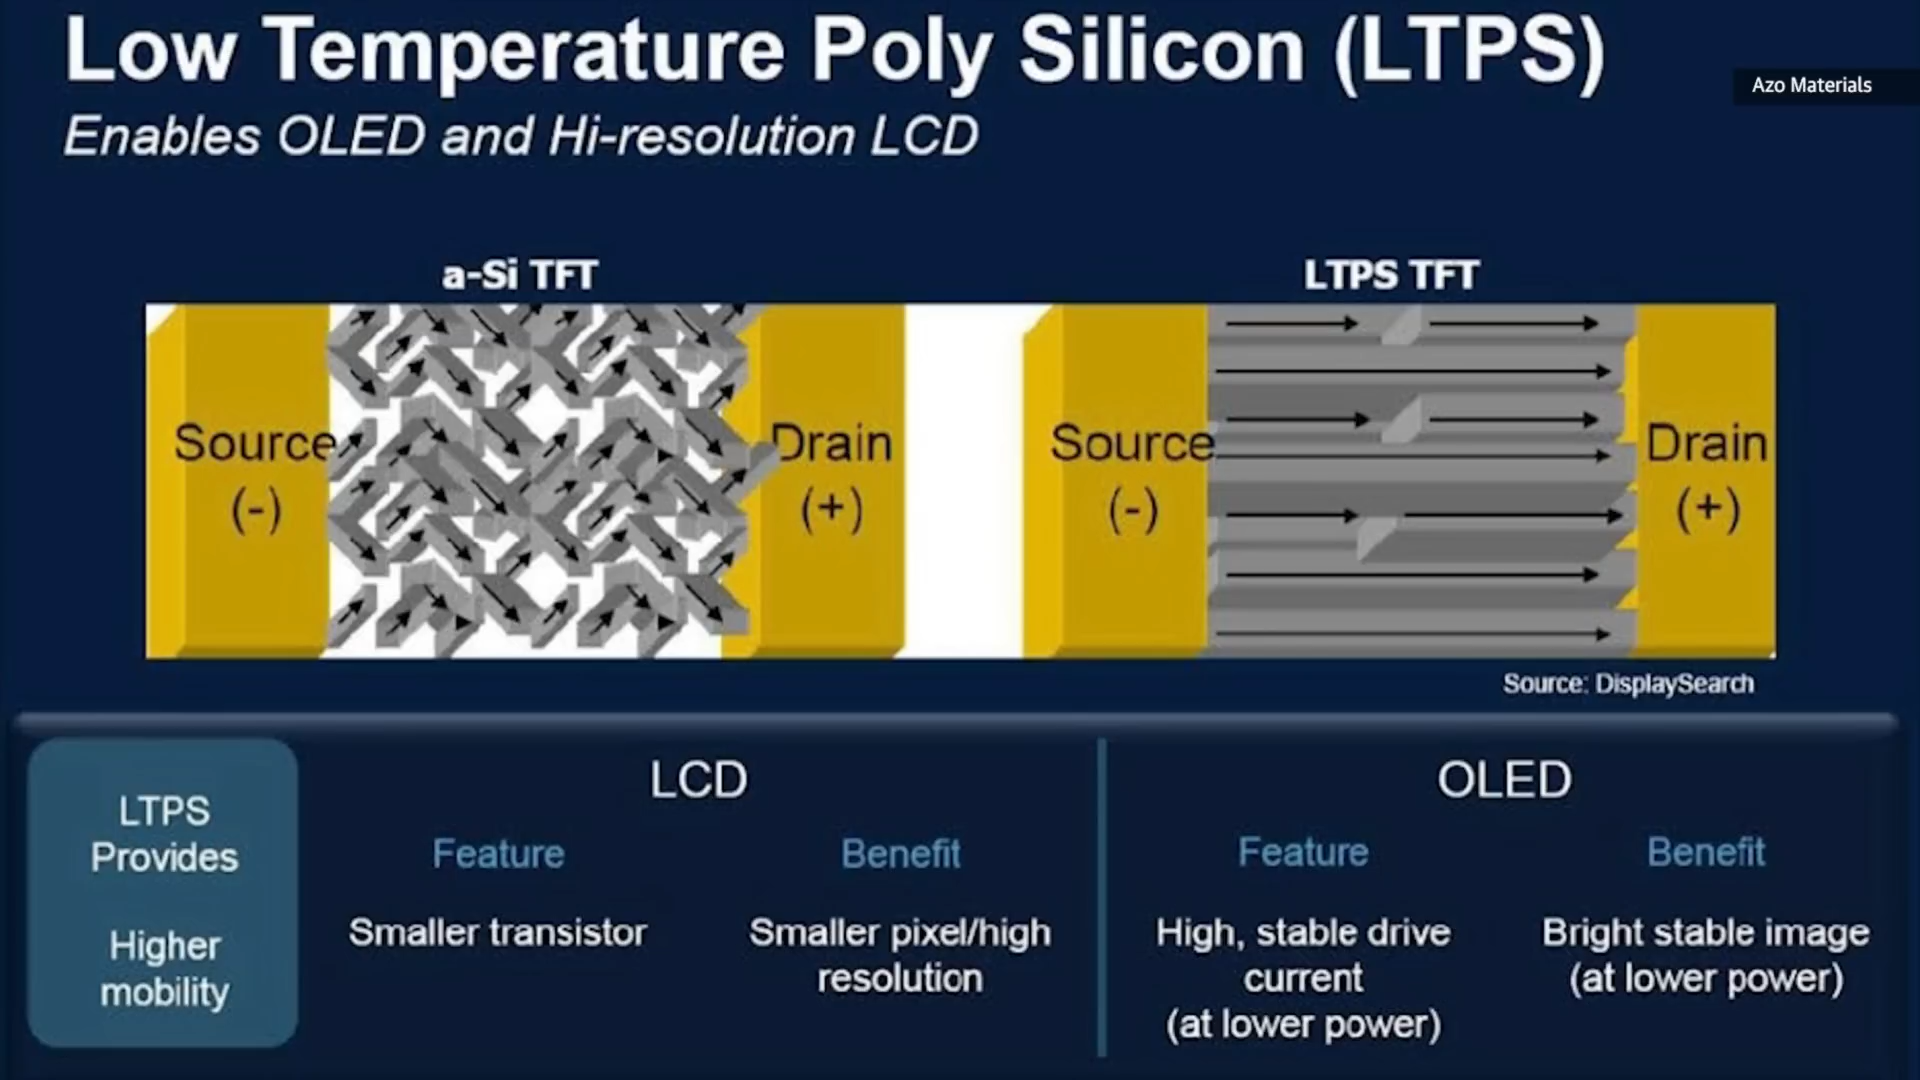 Low Temperature Poly Silicon (LTPS)
Azo Materials
Enables OLED and Hi-resolution LCD
a-Si TFT
LTPS TFT
Source
(-)
Drain
(+)
Source
(-)
Drain
(+)
Source: DisplaySearch
LTPS
Provides
Higher
mobility
LCD
Feature
Benefit
Smaller transistor
Smaller pixel/high
resolution
OLED
Feature
Benefit
High, stable drive
current
(at lower power)
Bright stable image
(at lower power)